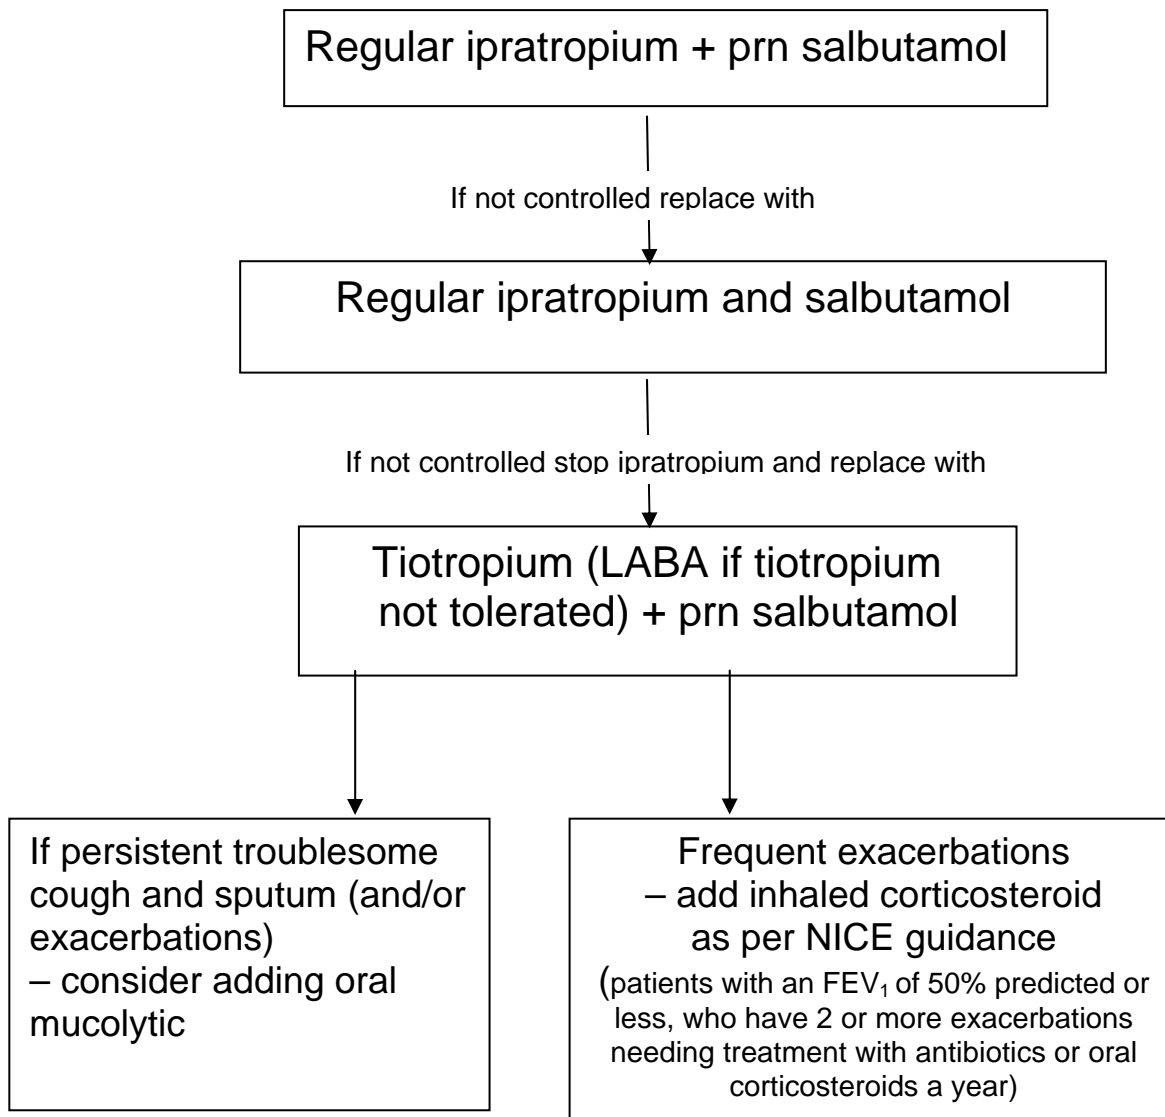 Regular ipratropium + prn salbutamol
If not controlled replace with
Regular ipratropium and salbutamol
If not controlled stop ipratropium and replace with
Tiotropium (LABA if tiotropium
not tolerated) + prn salbutamol
If persistent troublesome
cough and sputum (and/or
exacerbations)
– consider adding oral
mucolytic
Frequent exacerbations
– add inhaled corticosteroid
as per NICE guidance
(patients with an FEV₁ of 50% predicted or
less, who have 2 or more exacerbations
needing treatment with antibiotics or oral
corticosteroids a year)